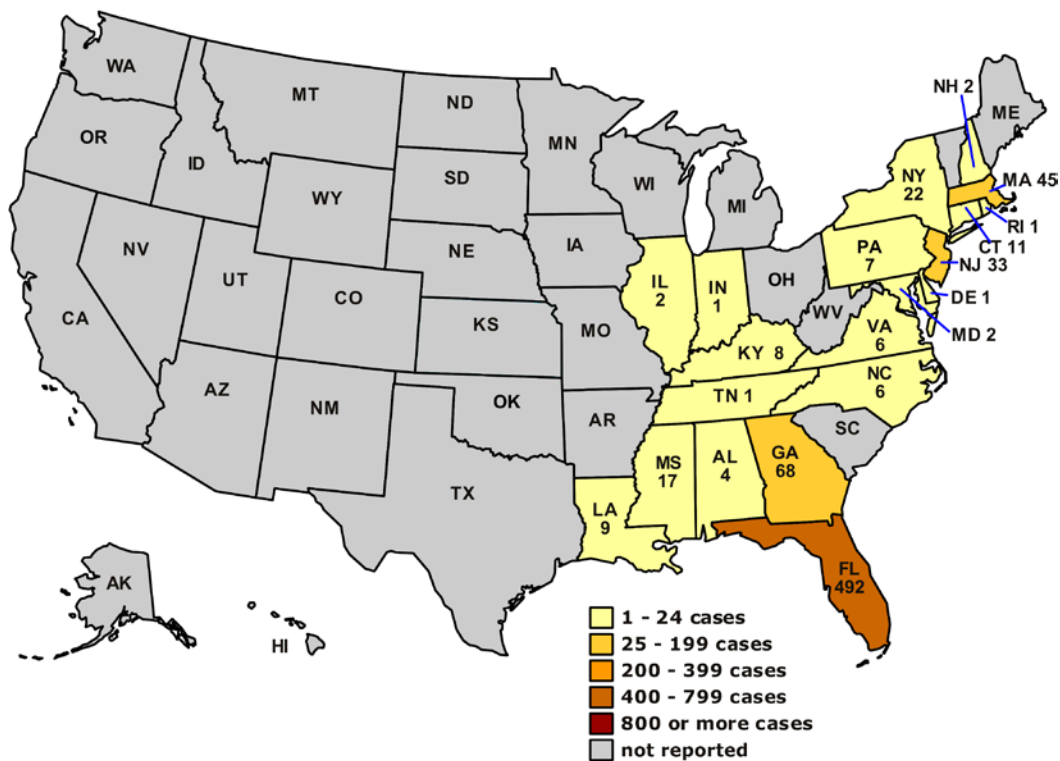 WA
MT
ND
MN
NH 2
ME
OR
ID
WY
SD
WI
MI
NY
22
MA 45
RI 1
CT 11
NJ 33
NV
UT
NE
IA
IL
2
IN
1
OH
PA
7
DE 1
MD 2
CA
CO
KS
MO
WV
VA
6
KY 8
NC
6
TN 1
AZ
NM
OK
AR
SC
MS
17
AL
4
GA
68
TX
LA
9
FL
492
AK
HI
1 - 24 cases
25 - 199 cases
200 - 399 cases
400 - 799 cases
800 or more cases
not reported